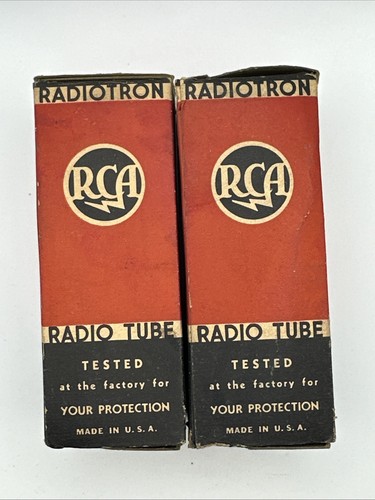 RADIOTRON
RCA
RADIO TUBE
TESTED
at the factory for
YOUR PROTECTION
MADE IN U.S.A.
RADIOTRON
RCA
RADIO TUBE
TESTED
at the factory for
YOUR PROTECTION
MADE IN U.S.A.